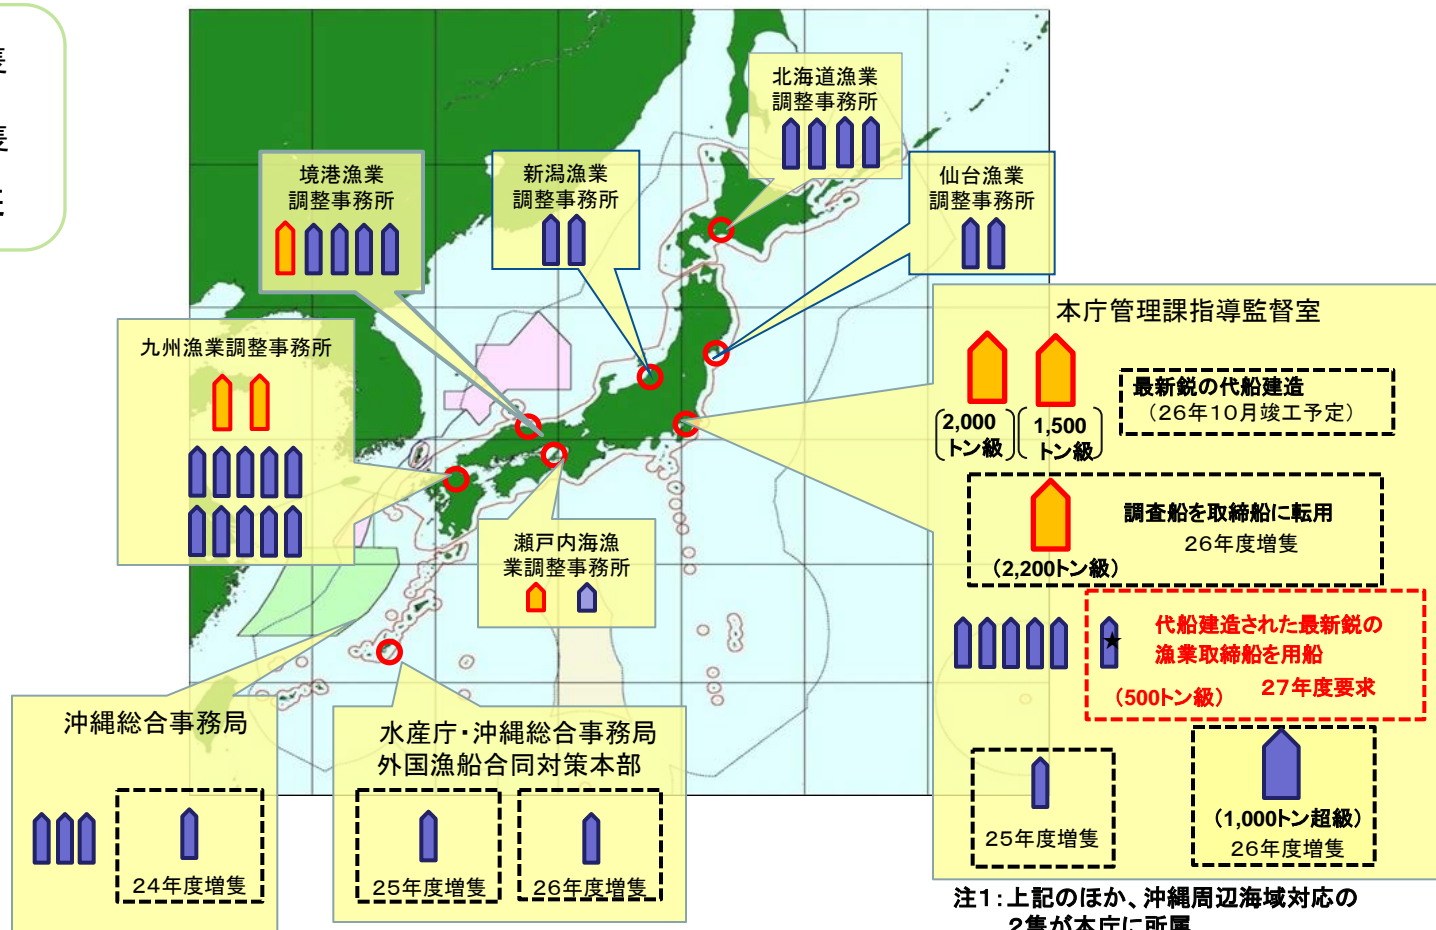 北海道漁業
調整事務所
境港漁業
調整事務所
新潟漁業
調整事務所
仙台漁業
調整事務所
九州漁業調整事務所
瀬戸内海漁
業調整事務所
本庁管理課指導監督室
2,000
トン級
1,500
トン級
最新鋭の代船建造
(26年10月竣工予定)
調査船を取締船に転用
26年度増隻
(2,200トン級)
★
代船建造された最新鋭の
漁業取締船を用船
(500トン級)
27年度要求
25年度増隻
(1,000トン超級)
26年度増隻
沖縄総合事務局
24年度増隻
水産庁・沖縄総合事務局
外国漁船合同対策本部
25年度増隻
26年度増隻
注1:上記のほか、沖縄周辺海域対応の
2隻が本庁に所属